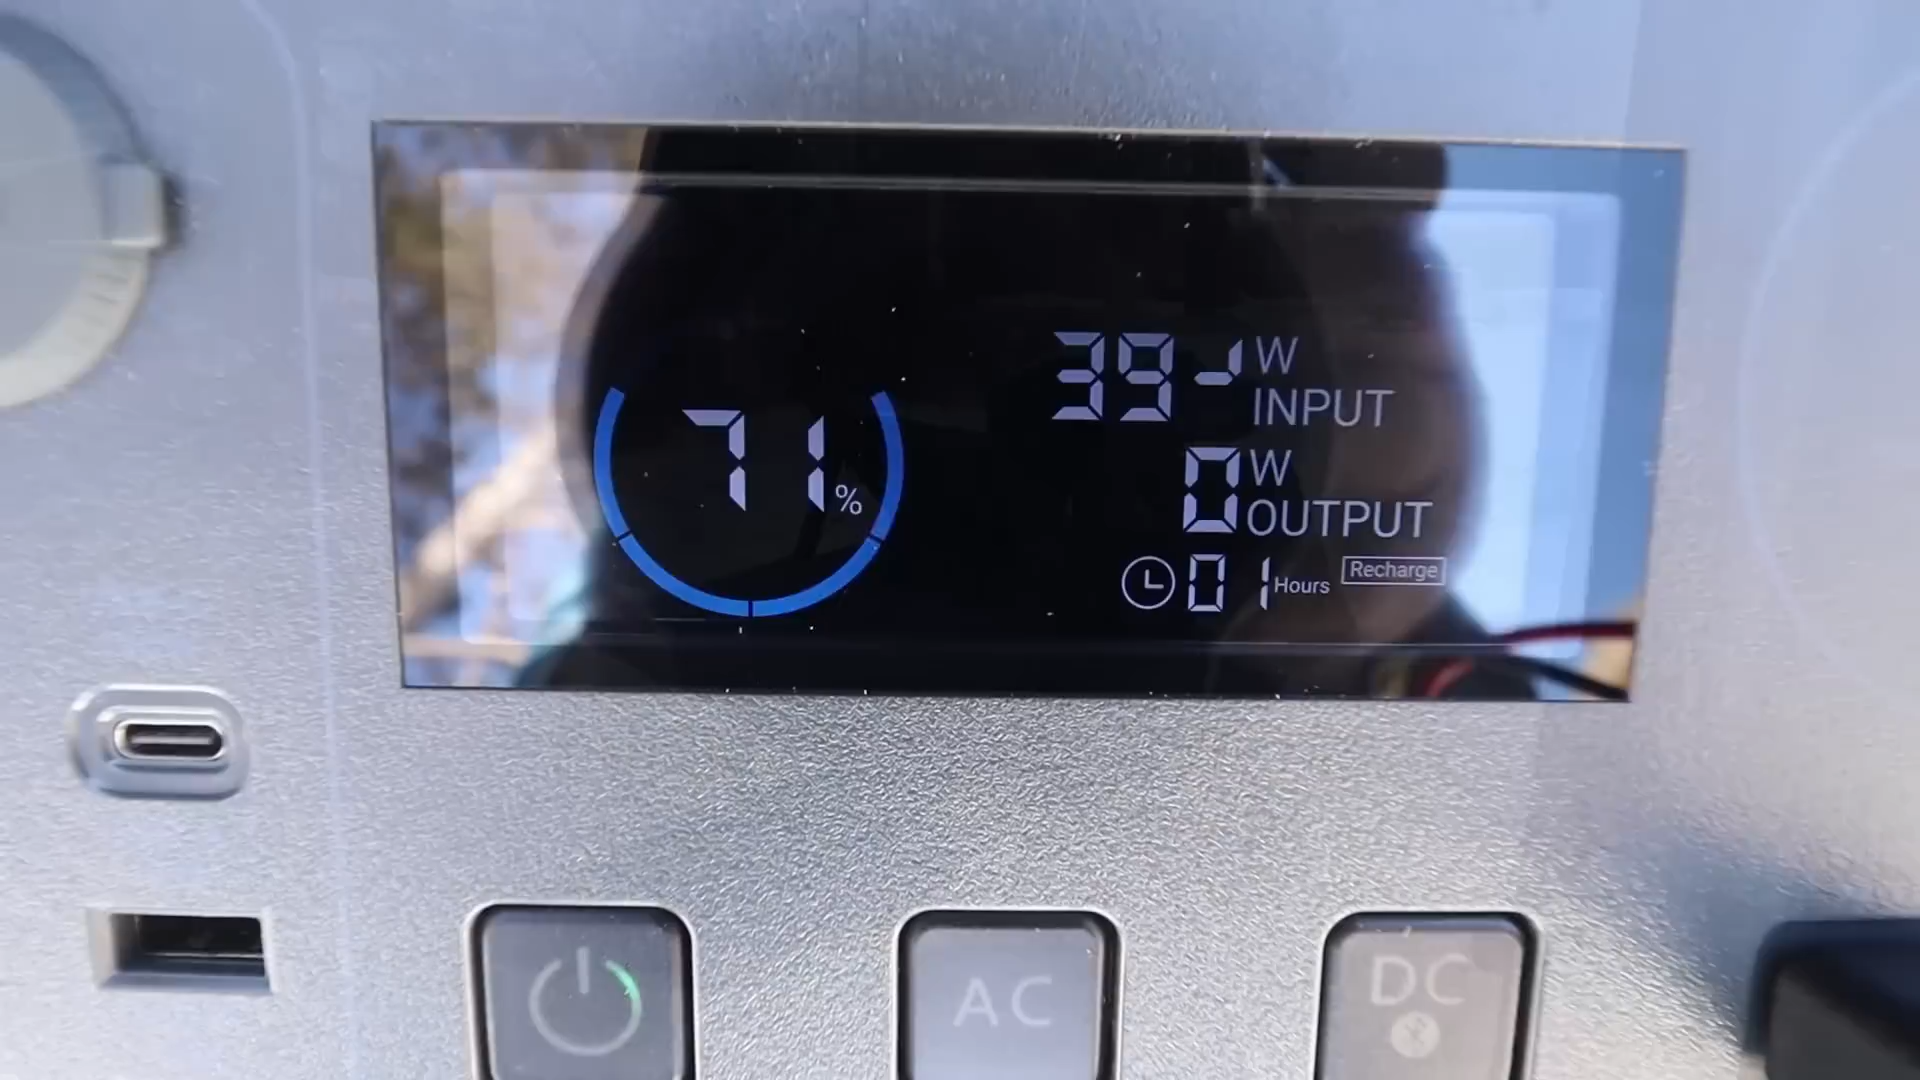 71%
39 W
INPUT
0 W
OUTPUT
01 Hours Recharge
AC
DC